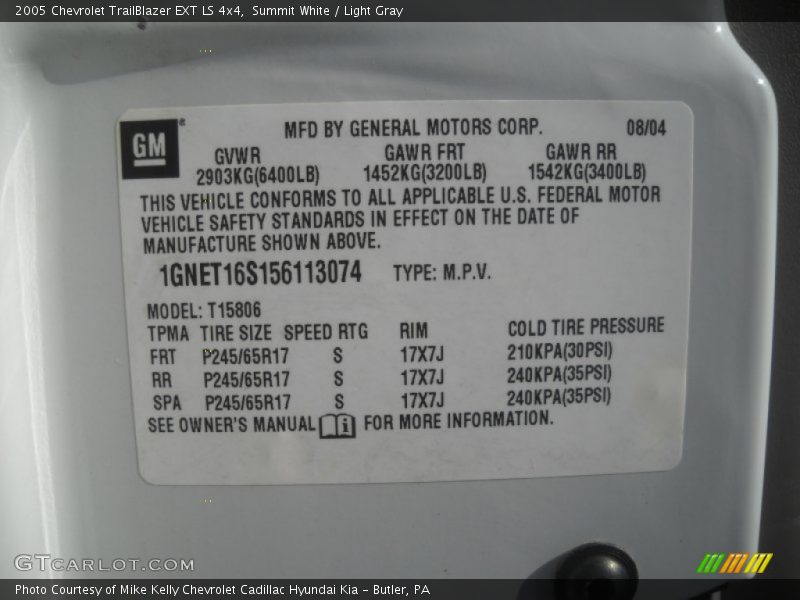 2005 Chevrolet TrailBlazer EXT LS 4x4, Summit White / Light Gray
GM ® MFD BY GENERAL MOTORS CORP. 08/04
GVWR GAWR FRT GAWR RR
2903KG(6400LB) 1452KG(3200LB) 1542KG(3400LB)
THIS VEHICLE CONFORMS TO ALL APPLICABLE U.S. FEDERAL MOTOR
VEHICLE SAFETY STANDARDS IN EFFECT ON THE DATE OF
MANUFACTURE SHOWN ABOVE.
1GNET16S156113074 TYPE: M.P.V.
MODEL: T15806
TPMA TIRE SIZE SPEED RTG RIM COLD TIRE PRESSURE
FRT P245/65R17 S 17X7J 210KPA(30PSI)
RR P245/65R17 S 17X7J 240KPA(35PSI)
SPA P245/65R17 S 17X7J 240KPA(35PSI)
SEE OWNER'S MANUAL i FOR MORE INFORMATION.
GTCARLOT.COM
Photo Courtesy of Mike Kelly Chevrolet Cadillac Hyundai Kia – Butler, PA